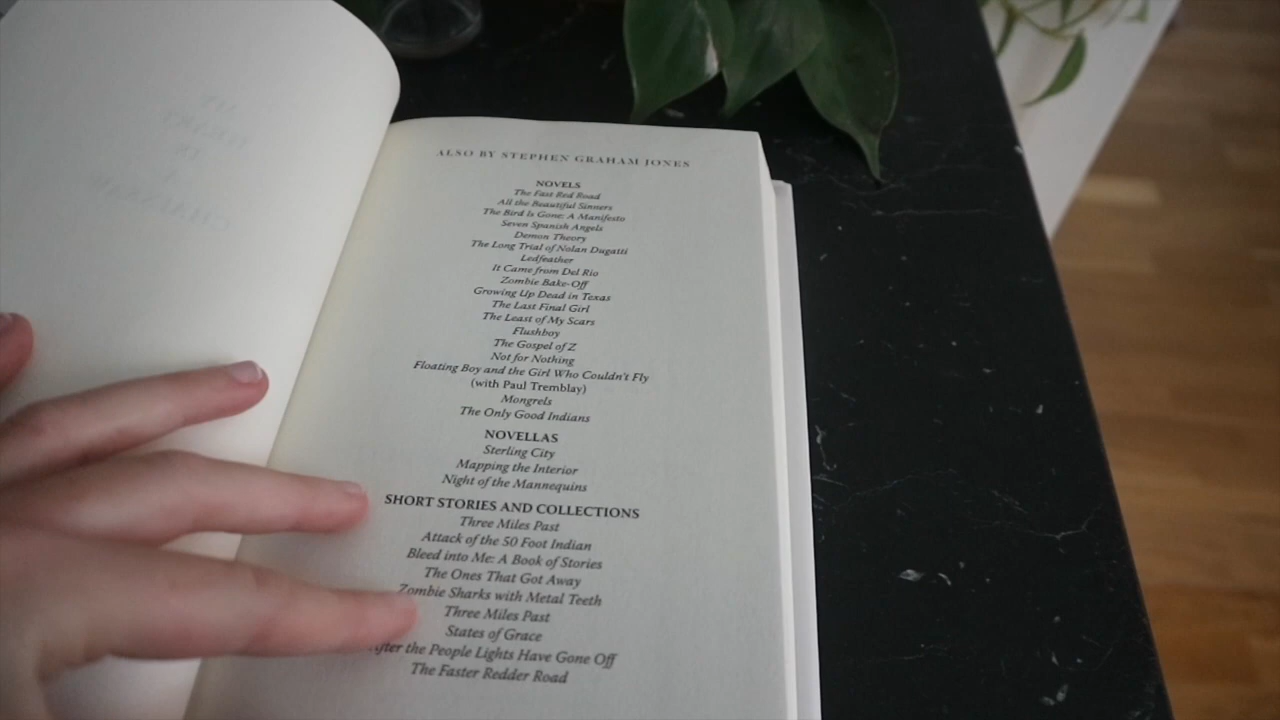 ALSO BY STEPHEN GRAHAM JONES
NOVELS
The Fast Red Road
All the Beautiful Sinners
The Bird Is Gone: A Manifesto
Seven Spanish Angels
Demon Theory
The Long Trial of Nolan Dugatti
Ledfeather
It Came from Del Rio
Zombie Bake-Off
Growing Up Dead in Texas
The Last Final Girl
The Least of My Scars
Flushboy
The Gospel of Z
Not for Nothing
Floating Boy and the Girl Who Couldn't Fly
(with Paul Tremblay)
Mongrels
The Only Good Indians
NOVELLAS
Sterling City
Mapping the Interior
Night of the Mannequins
SHORT STORIES AND COLLECTIONS
Three Miles Past
Attack of the 50 Foot Indian
Bleed into Me: A Book of Stories
The Ones That Got Away
Zombie Sharks with Metal Teeth
Three Miles Past
States of Grace
After the People Lights Have Gone Off
The Faster Redder Road